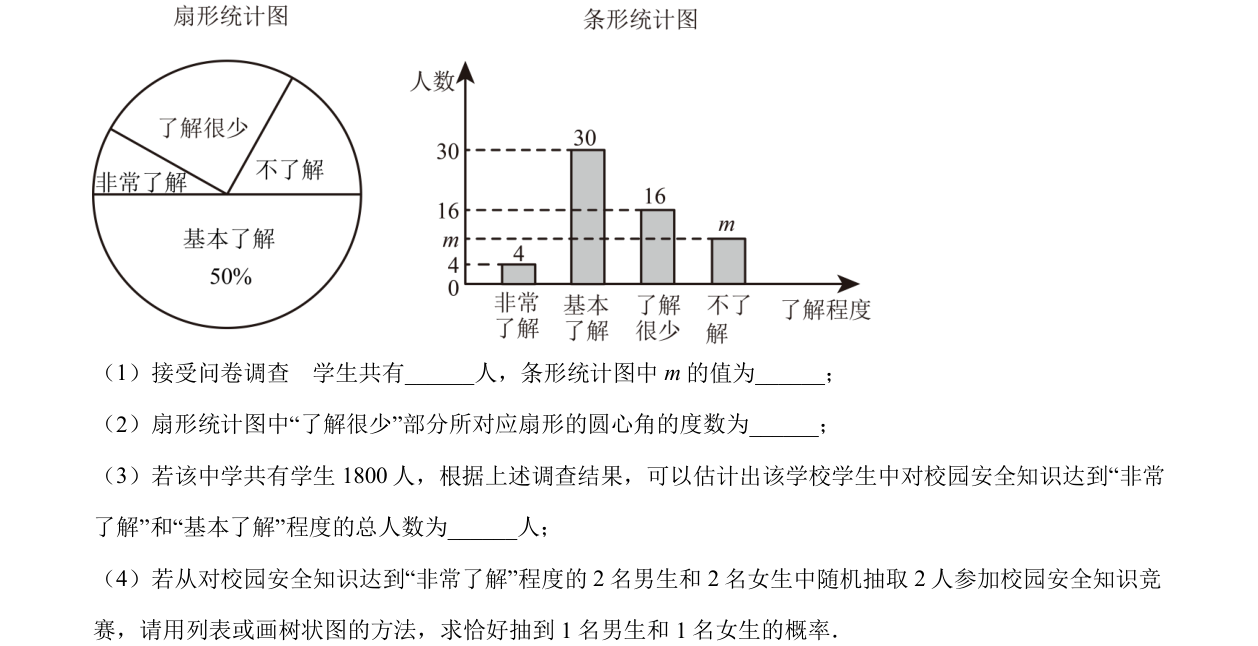 扇形统计图
条形统计图
了解很少
不了解
非常了解
基本了解
50%
人数
30
30
16
16
m
m
4
4
0
非常了解
基本了解
了解很少
不了解
了解程度
（1）接受问卷调查 学生共有______人，条形统计图中 m 的值为______；
（2）扇形统计图中“了解很少”部分所对应扇形的圆心角的度数为______；
（3）若该中学共有学生 1800 人，根据上述调查结果，可以估计出该学校学生中对校园安全知识达到“非常
了解”和“基本了解”程度的总人数为______人；
（4）若从对校园安全知识达到“非常了解”程度的 2 名男生和 2 名女生中随机抽取 2 人参加校园安全知识竞
赛，请用列表或画树状图的方法，求恰好抽到 1 名男生和 1 名女生的概率．